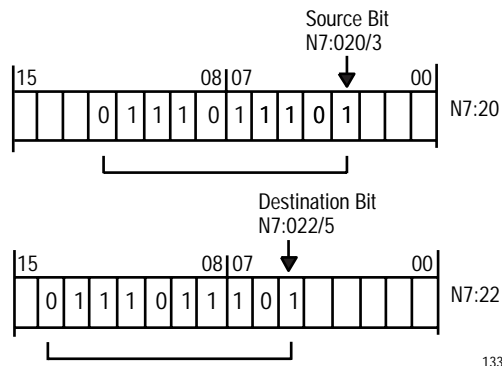 Source Bit
N7:020/3
15 08 07 00
0 1 1 1 0 1 1 1 0 1 N7:20
Destination Bit
N7:022/5
15 08 07 00
0 1 1 1 0 1 1 1 0 1 N7:22
133